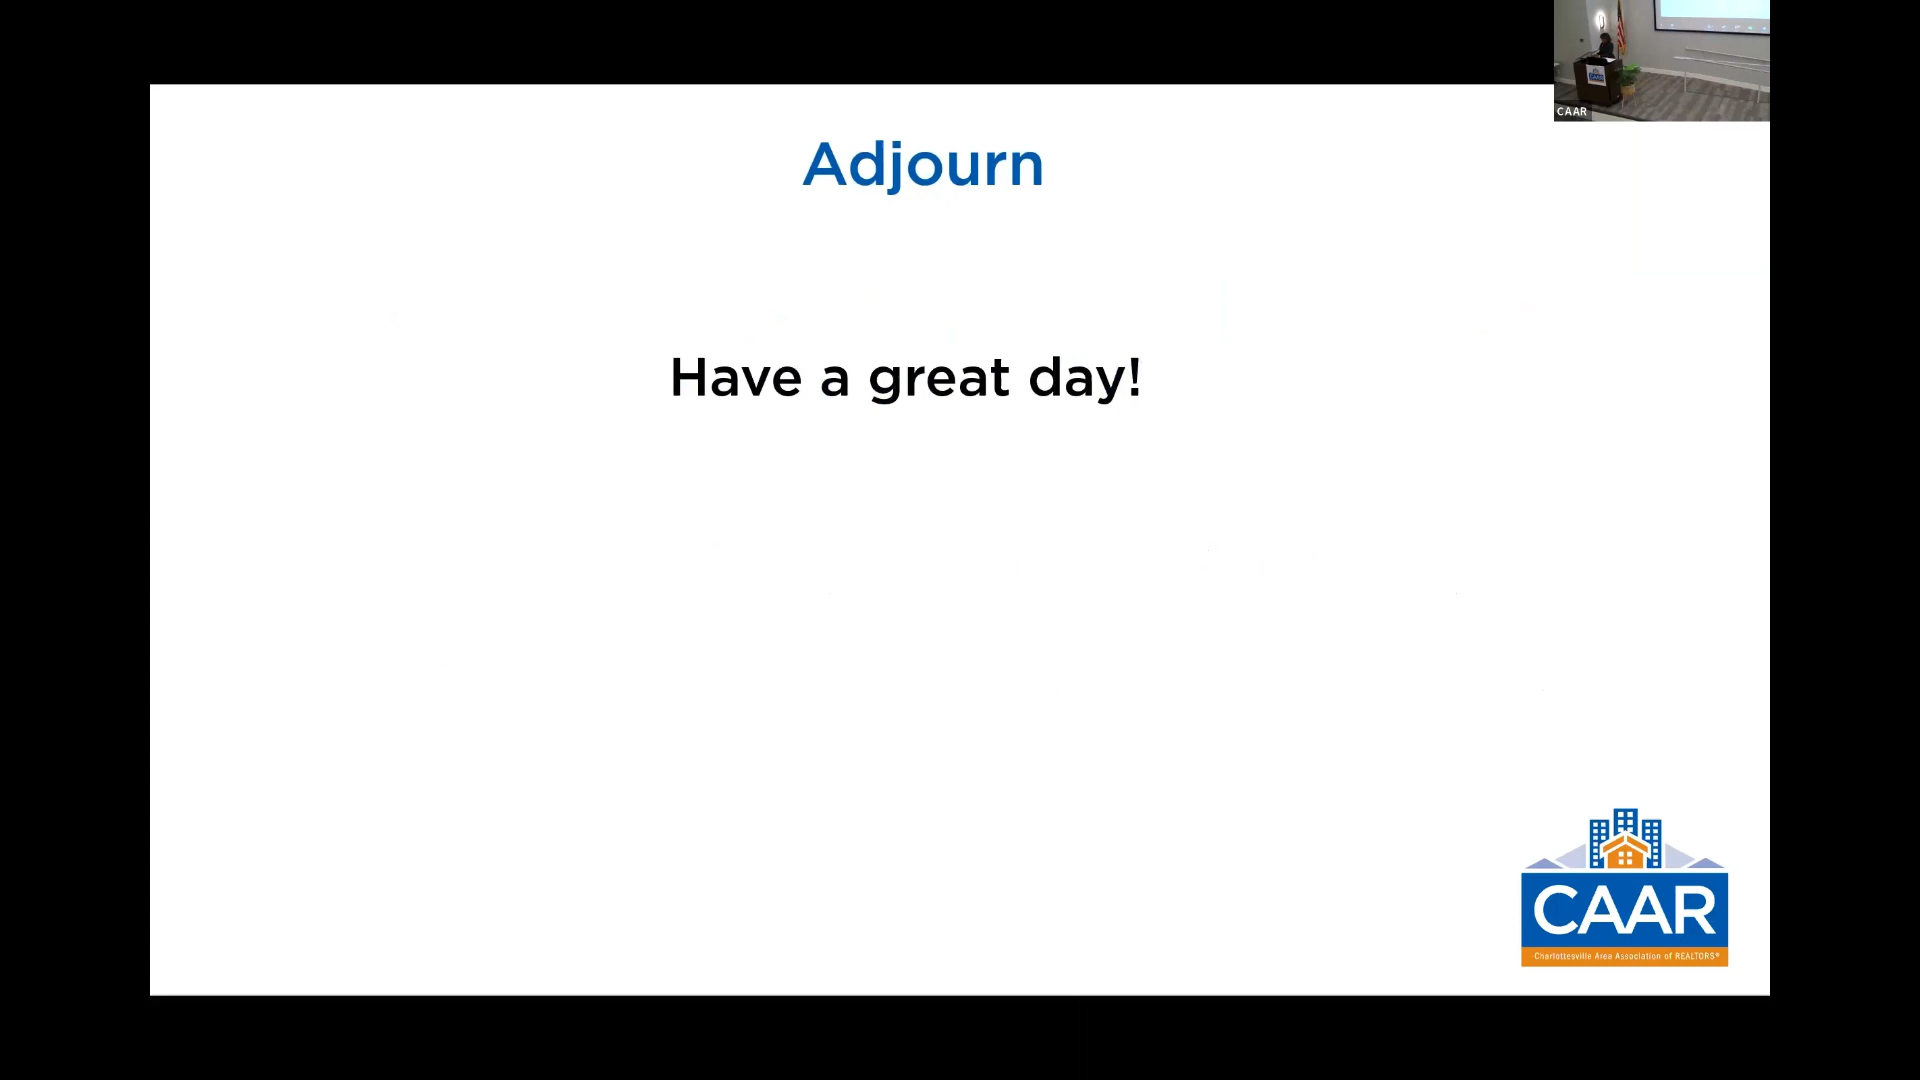 CAAR
Adjourn
Have a great day!
CAAR
Charlottesville Area Association of REALTORS®